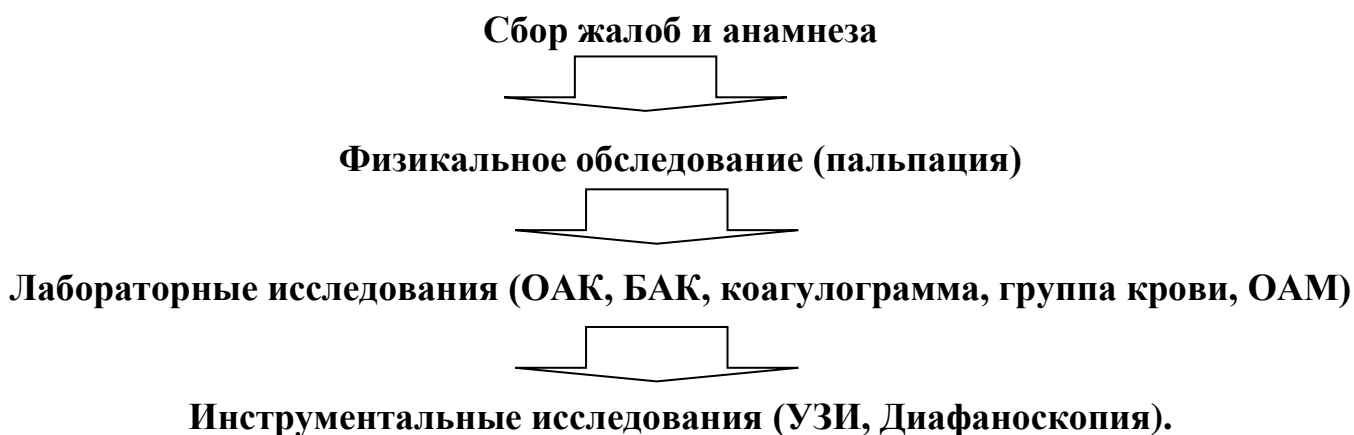 Сбор жалоб и анамнеза
Физикальное обследование (пальпация)
Лабораторные исследования (ОАК, БАК, коагулограмма, группа крови, ОАМ)
Инструментальные исследования (УЗИ, Диафаноскопия).